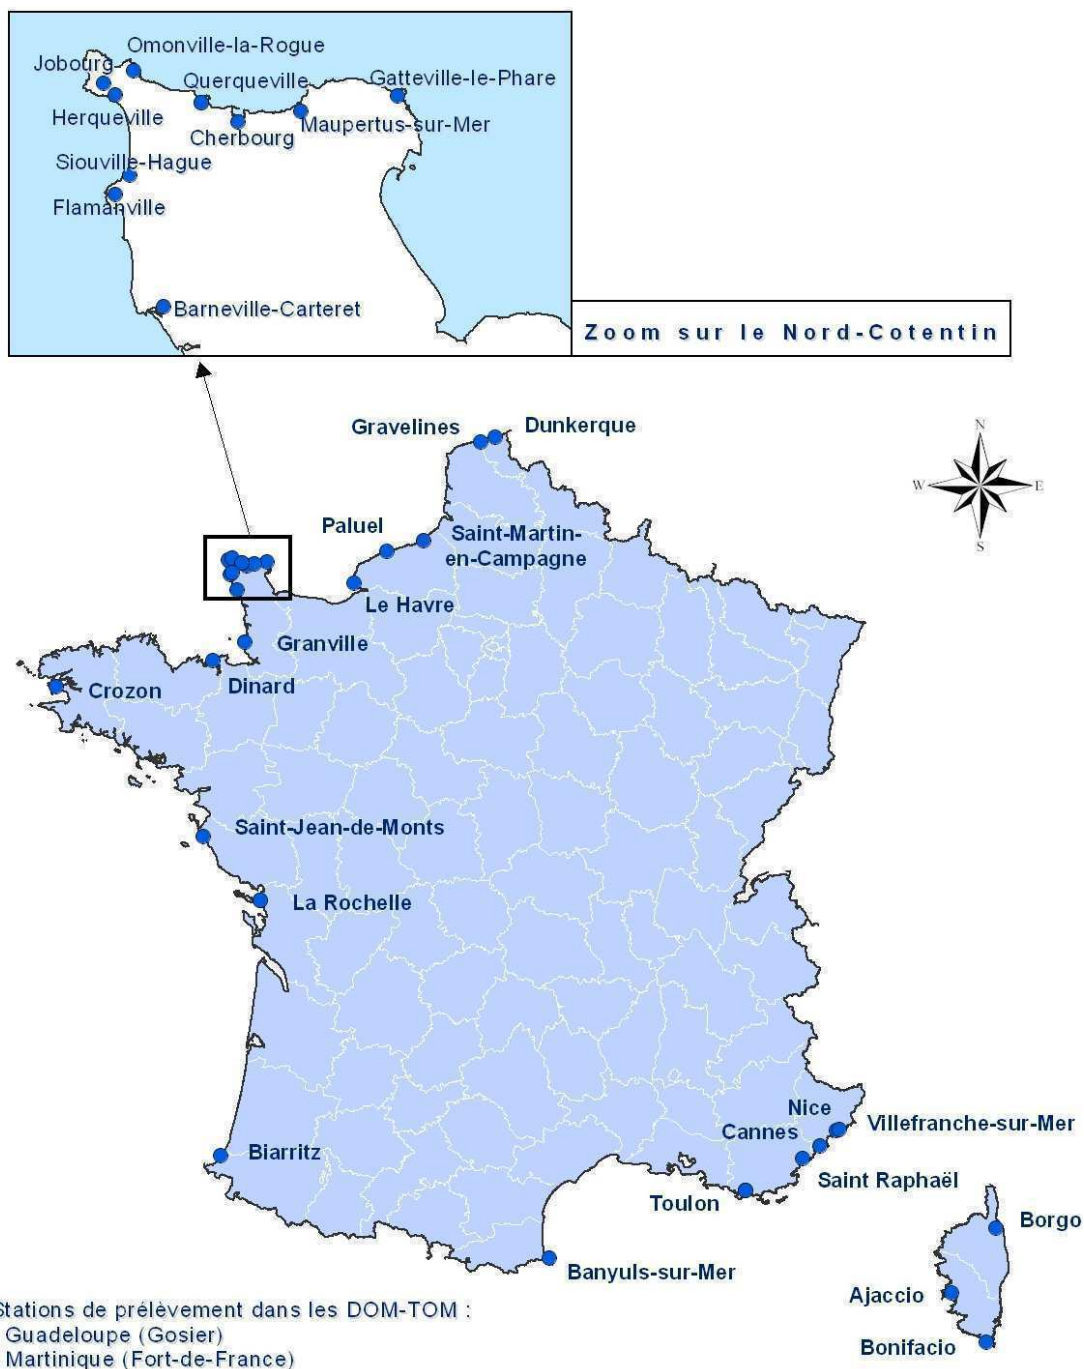 Omonville-la-Rogue
Jobourg
Querqueville
Gatteville-le-Phare
Herqueville
Cherbourg
Maupertus-sur-Mer
Siouville-Hague
Flamanville
Barneville-Carteret
Zoom sur le Nord-Cotentin
Gravelines
Dunkerque
N
W
E
S
Paluel
Saint-Martin-
en-Campagne
Le Havre
Granville
Crozon
Dinard
Saint-Jean-de-Monts
La Rochelle
Nice
Villefranche-sur-Mer
Cannes
Biarritz
Saint Raphaël
Toulon
Borgo
Banyuls-sur-Mer
Ajaccio
Bonifacio
Stations de prélèvement dans les DOM-TOM :
Guadeloupe (Gosier)
Martinique (Fort-de-France)